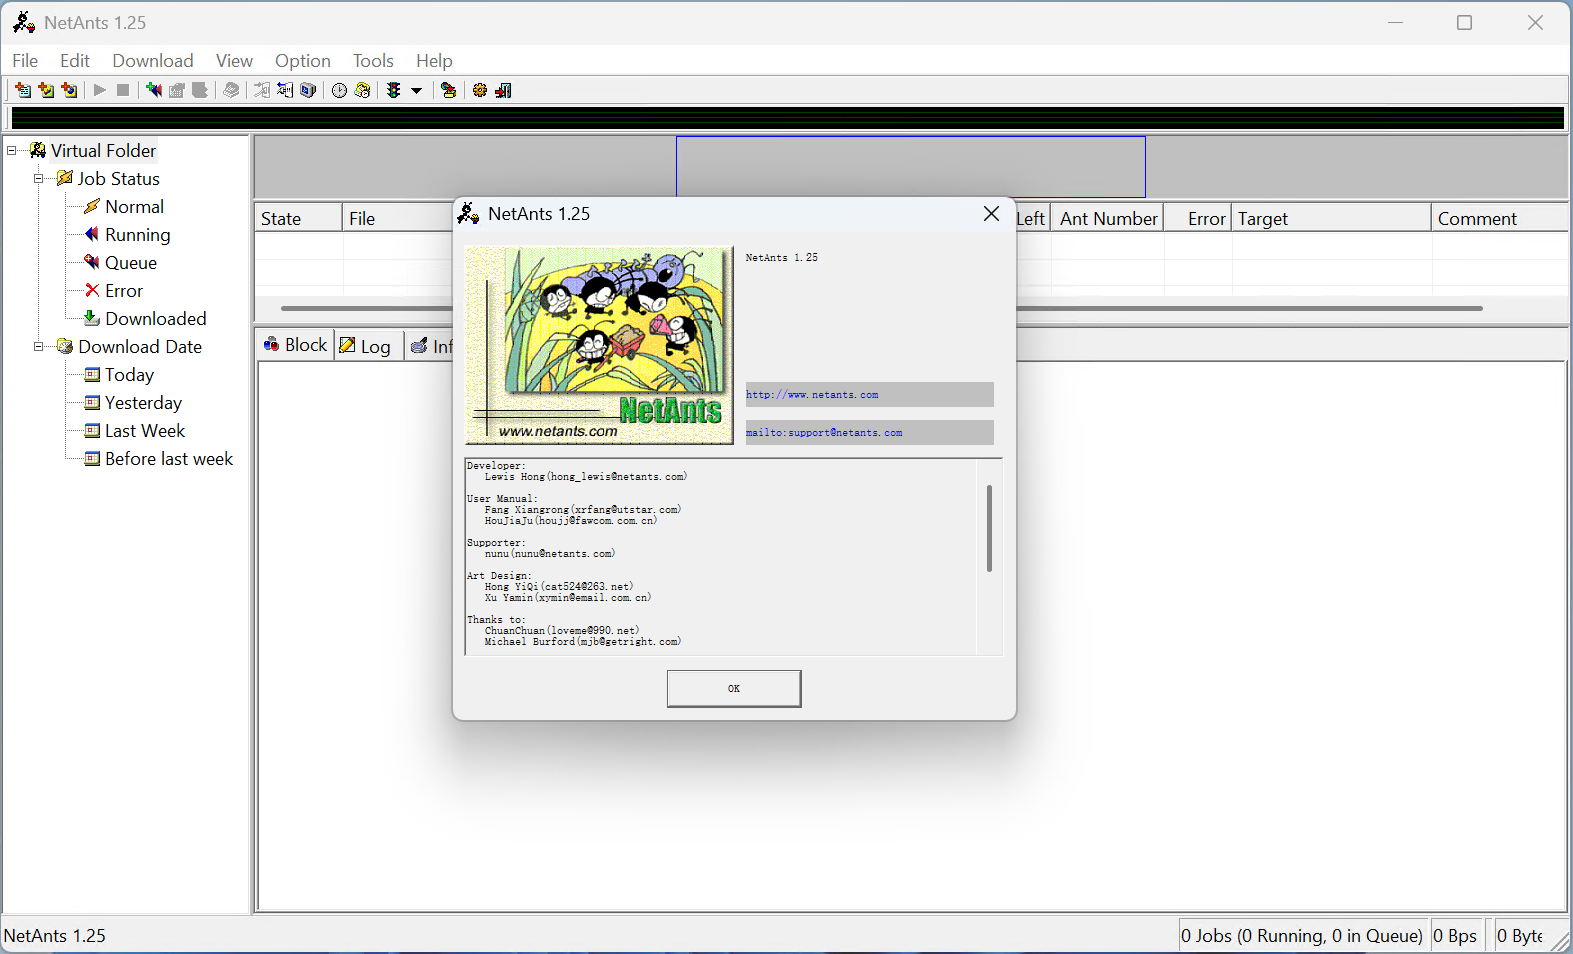 NetAnts 1.25
File Edit Download View Option Tools Help
Virtual Folder
Job Status
Normal
Running
Queue
Error
Downloaded
Download Date
Today
Yesterday
Last Week
Before last week
State File Left Ant Number Error Target Comment
Block Log Inf
NetAnts 1.25
NetAnts
www.netants.com
NetAnts 1.25
http://www.netants.com
mailto:support@netants.com
Developer:
Lewis Hong(hong_lewis@netants.com)
User Manual:
Fang Xiangrong(xrfang@utstar.com)
HouJiaJu(houjj@fawcom.com.cn)
Supporter:
nunu(nunu@netants.com)
Art Design:
Hong YiQi(cat524@263.net)
Xu Yamin(xymin@email.com.cn)
Thanks to:
ChuanChuan(loveme@990.net)
Michael Burford(mjb@getright.com)
OK
NetAnts 1.25 0 Jobs (0 Running, 0 in Queue) 0 Bps 0 Byte